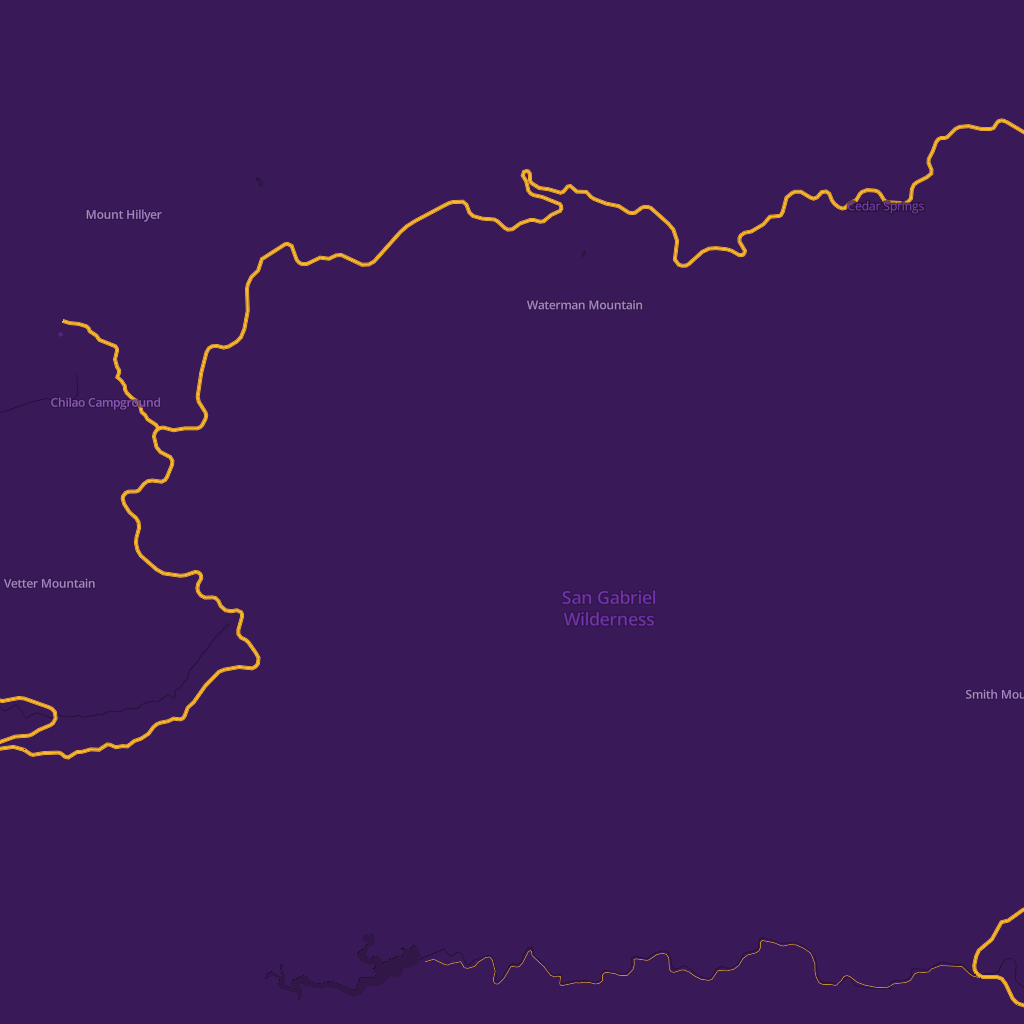 Cedar Springs
Mount Hillyer
Waterman Mountain
Chilao Campground
Vetter Mountain
San Gabriel
Wilderness
Smith Mou